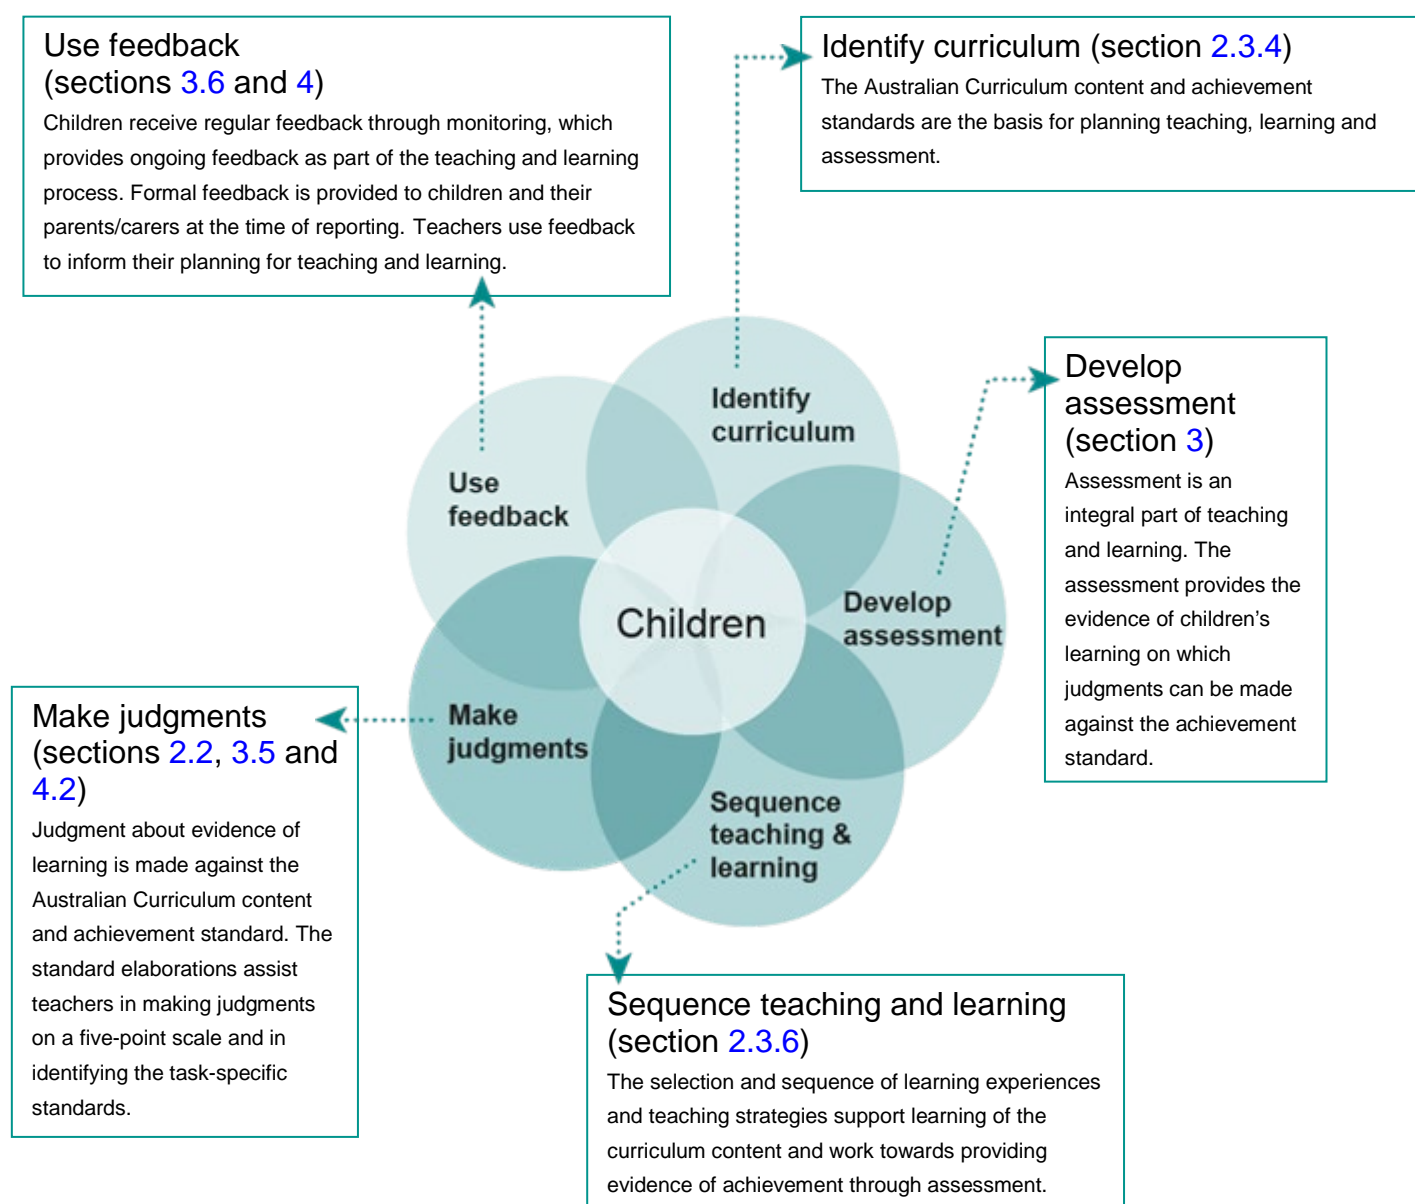 Use feedback
(sections 3.6 and 4)
Children receive regular feedback through monitoring, which
provides ongoing feedback as part of the teaching and learning
process. Formal feedback is provided to children and their
parents/carers at the time of reporting. Teachers use feedback
to inform their planning for teaching and learning.
Identify curriculum (section 2.3.4)
The Australian Curriculum content and achievement
standards are the basis for planning teaching, learning and
assessment.
Develop
assessment
(section 3)
Assessment is an
integral part of teaching
and learning. The
assessment provides the
evidence of children’s
learning on which
judgments can be made
against the achievement
standard.
Identify
curriculum
Use
feedback
Children
Develop
assessment
Make
judgments
Sequence
teaching &
learning
Make judgments
(sections 2.2, 3.5 and
4.2)
Judgment about evidence of
learning is made against the
Australian Curriculum content
and achievement standard. The
standard elaborations assist
teachers in making judgments
on a five-point scale and in
identifying the task-specific
standards.
Sequence teaching and learning
(section 2.3.6)
The selection and sequence of learning experiences
and teaching strategies support learning of the
curriculum content and work towards providing
evidence of achievement through assessment.